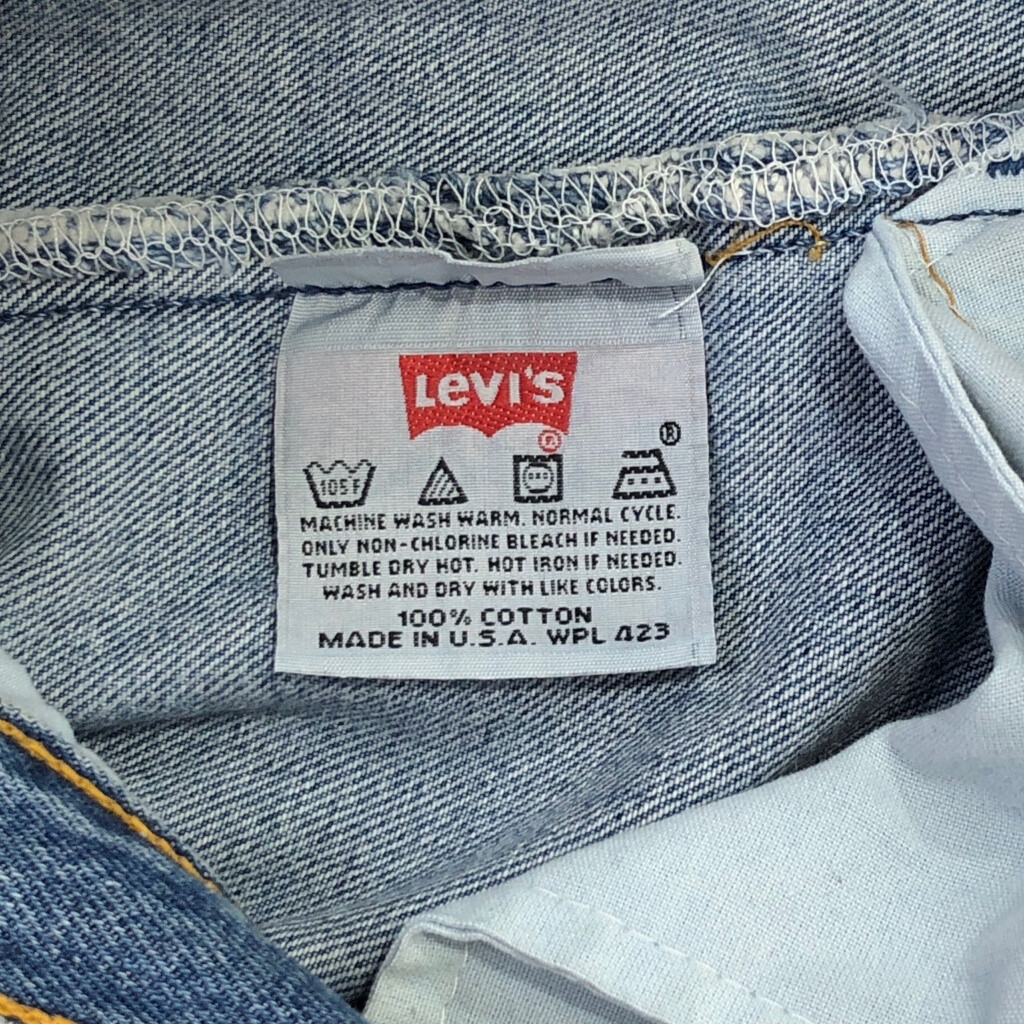 LEVI'S
®
®
105F
MACHINE WASH WARM. NORMAL CYCLE.
ONLY NON-CHLORINE BLEACH IF NEEDED.
TUMBLE DRY HOT. HOT IRON IF NEEDED.
WASH AND DRY WITH LIKE COLORS.
100% COTTON
MADE IN U.S.A. WPL 423